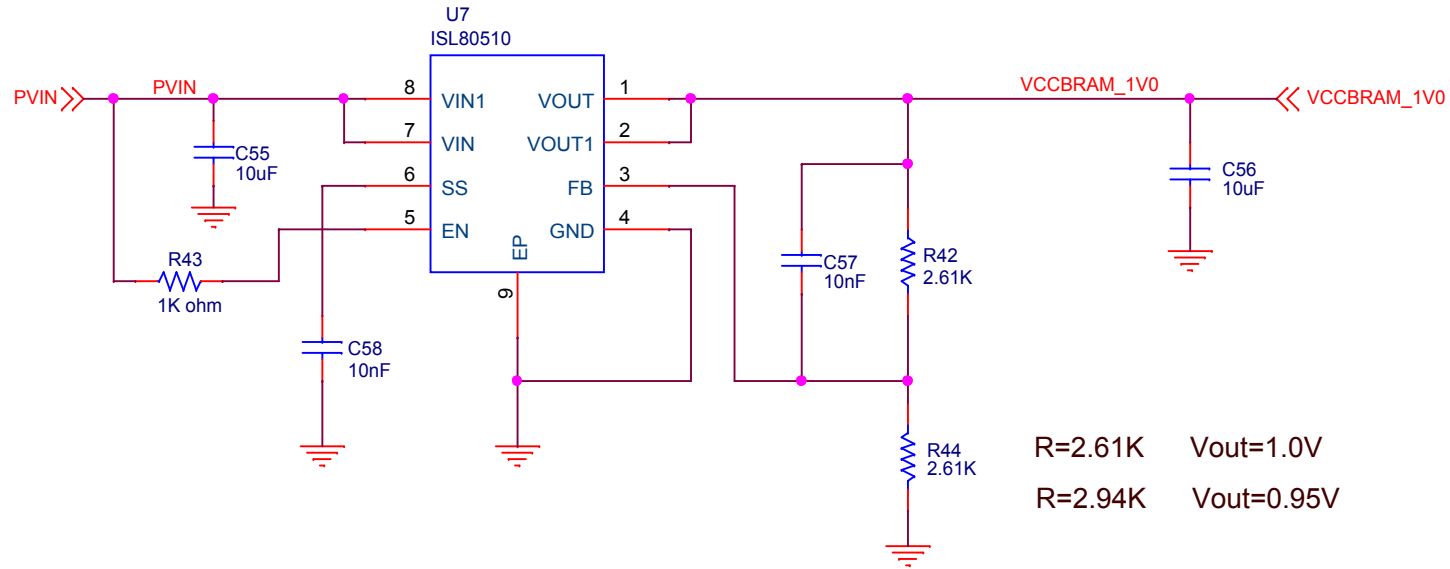 U7
ISL80510
PVIN
PVIN
8
VIN1
VOUT
1
VCCBRAM_1V0
VCCBRAM_1V0
7
VIN
VOUT1
2
C55
10uF
6
SS
FB
3
C56
10uF
5
EN
GND
4
EP
9
R43
1K ohm
C57
10nF
R42
2.61K
C58
10nF
R44
2.61K
R=2.61K Vout=1.0V
R=2.94K Vout=0.95V